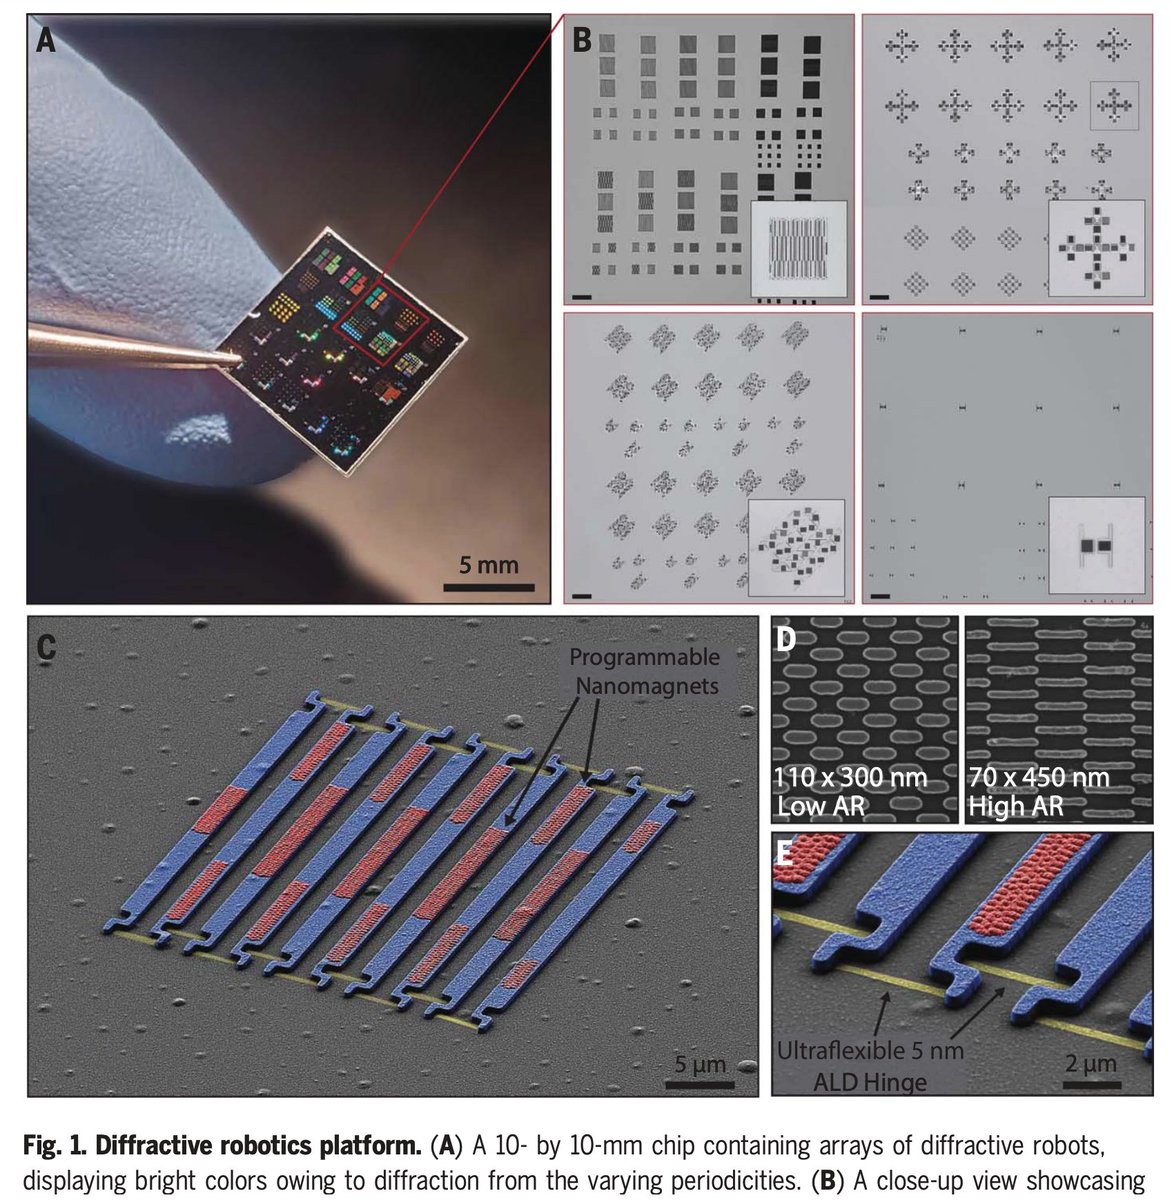 A
B
5 mm
C
Programmable
Nanomagnets
5 µm
D
110 x 300 nm
Low AR
70 x 450 nm
High AR
E
Ultraflexible 5 nm
ALD Hinge
2 µm
Fig. 1. Diffractive robotics platform. (A) A 10- by 10-mm chip containing arrays of diffractive robots,
displaying bright colors owing to diffraction from the varying periodicities. (B) A close-up view showcasing